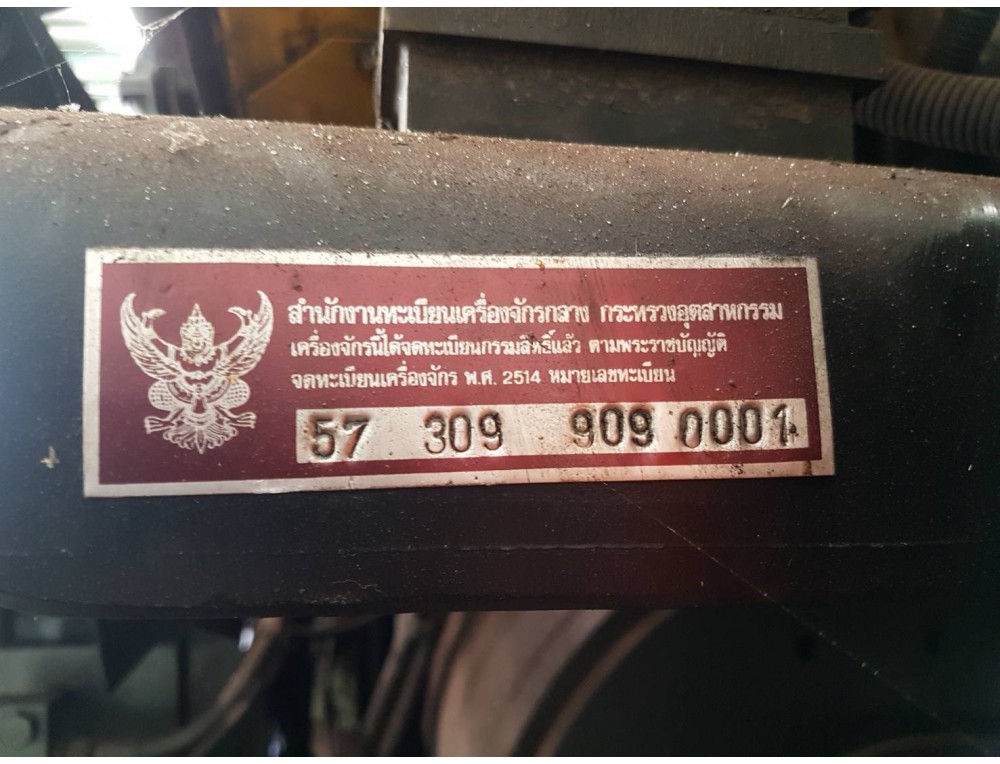 สำนักงานทะเบียนเครื่องจักรกลาง กระทรวงอุตสาหกรรม
เครื่องจักรนี้ได้จดทะเบียนกรรมสิทธิ์แล้ว ตามพระราชบัญญัติ
จดทะเบียนเครื่องจักร พ.ศ. 2514 หมายเลขทะเบียน
57 309 909 0001